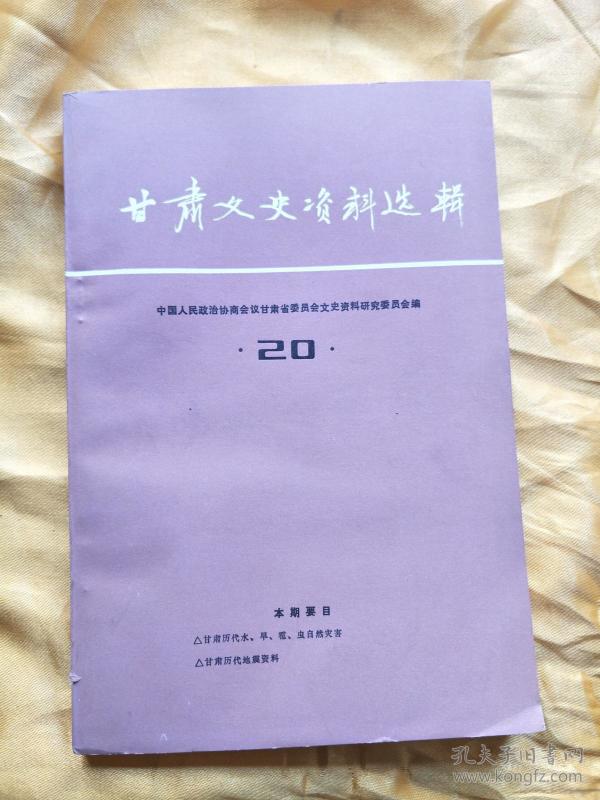 甘肃文史资料选辑
中国人民政治协商会议甘肃省委员会文史资料研究委员会编
·20·
本期要目
△甘肃历代水、旱、雹、虫自然灾害
△甘肃历代地震资料
孔夫子旧书网
www.kongfz.com